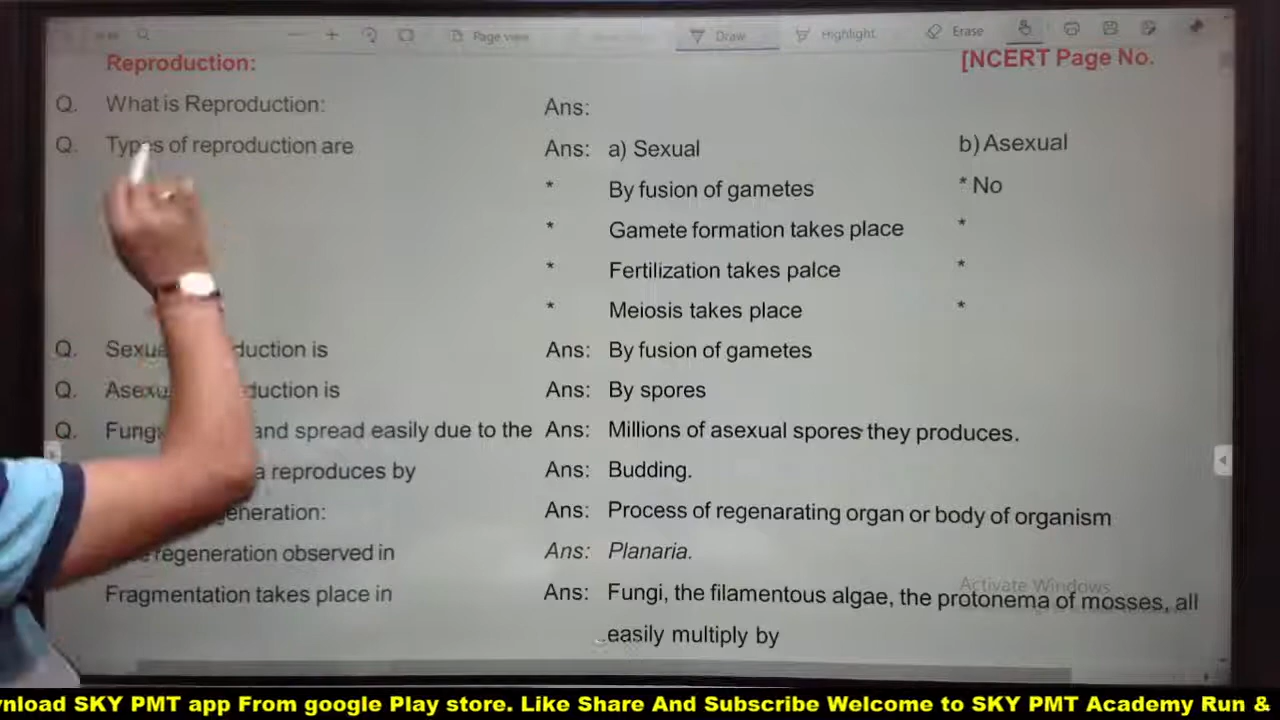 Page view Draw Highlight Erase
Reproduction: [NCERT Page No.
Q. What is Reproduction: Ans:
Q. Types of reproduction are Ans: a) Sexual b) Asexual
* By fusion of gametes * No
* Gamete formation takes place *
* Fertilization takes palce *
* Meiosis takes place *
Q. Sexu duction is Ans: By fusion of gametes
Q. Asexu duction is Ans: By spores
Q. Fung and spread easily due to the Ans: Millions of asexual spores they produces.
a reproduces by Ans: Budding.
generation: Ans: Process of regenarating organ or body of organism
regeneration observed in Ans: Planaria.
Activate Windows
Fragmentation takes place in Ans: Fungi, the filamentous algae, the protonema of mosses, all
easily multiply by
wnload SKY PMT app From google Play store. Like Share And Subscribe Welcome to SKY PMT Academy Run &